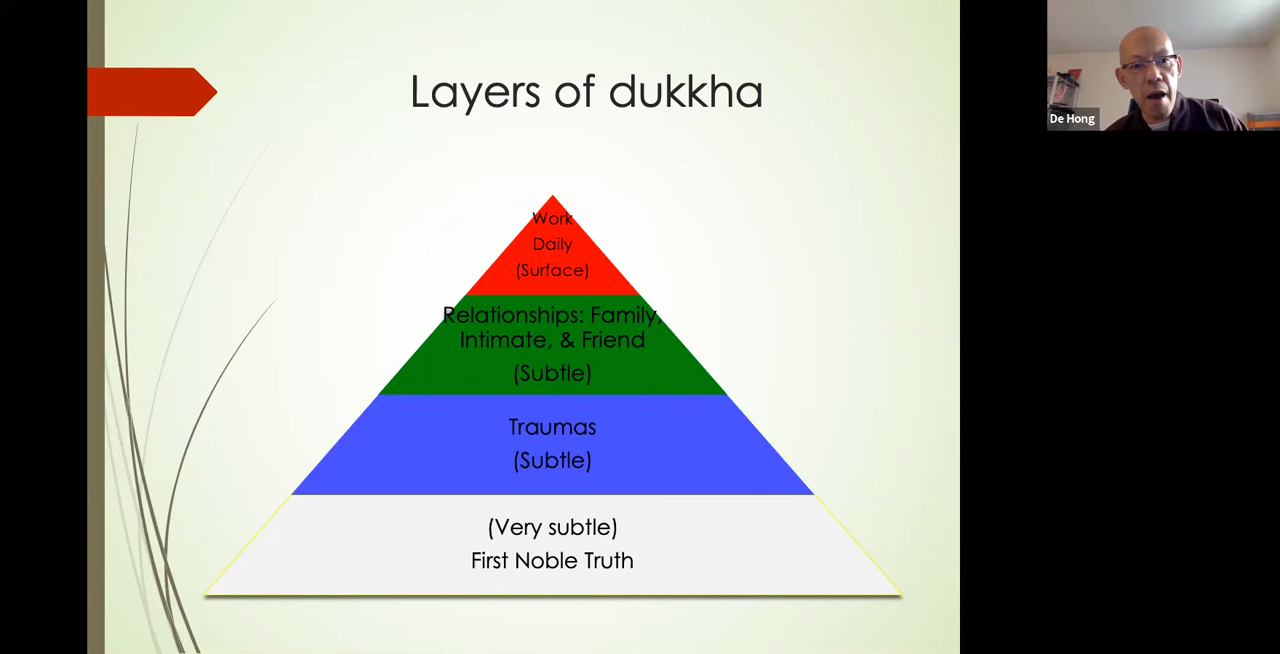 Layers of dukkha
De Hong
Work
Daily
(Surface)
Relationships: Family,
Intimate, & Friend
(Subtle)
Traumas
(Subtle)
(Very subtle)
First Noble Truth